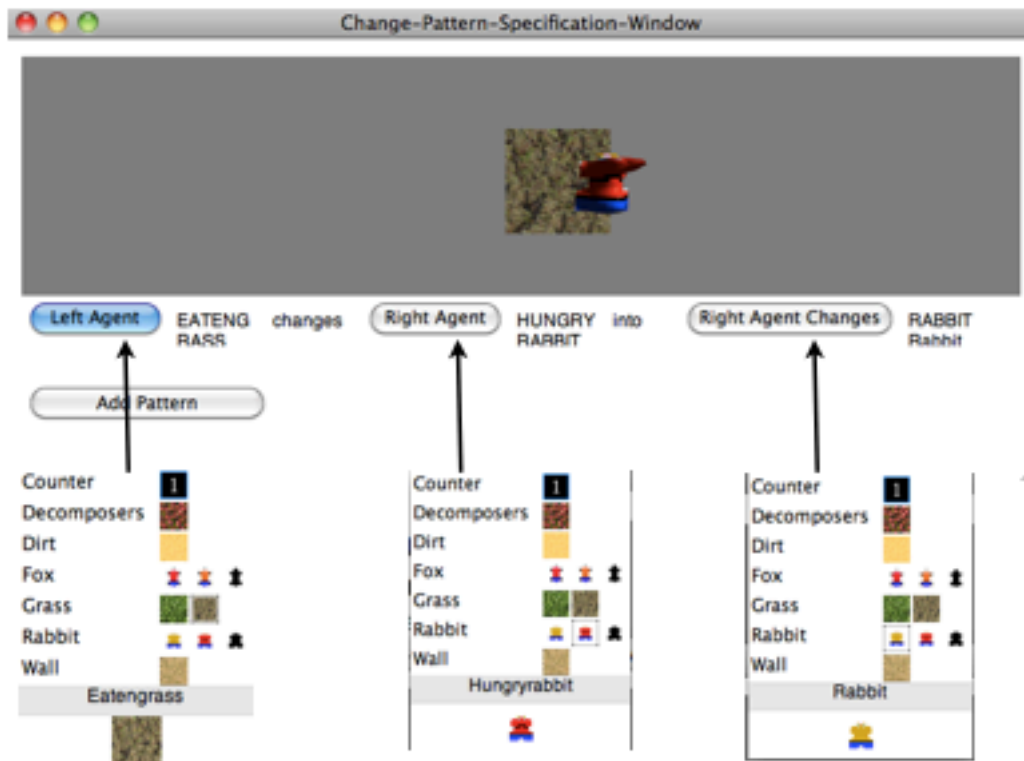 Change-Pattern-Specification-Window
Left Agent EATENG changes Right Agent HUNGRY into Right Agent Changes RABBIT
RASS RABBIT Rabbit
Add Pattern
Counter 1 Counter 1 Counter 1
Decomposers Decomposers Decomposers
Dirt Dirt Dirt
Fox Fox Fox
Grass Grass Grass
Rabbit Rabbit Rabbit
Wall Wall Wall
Eatengrass Hungryrabbit Rabbit